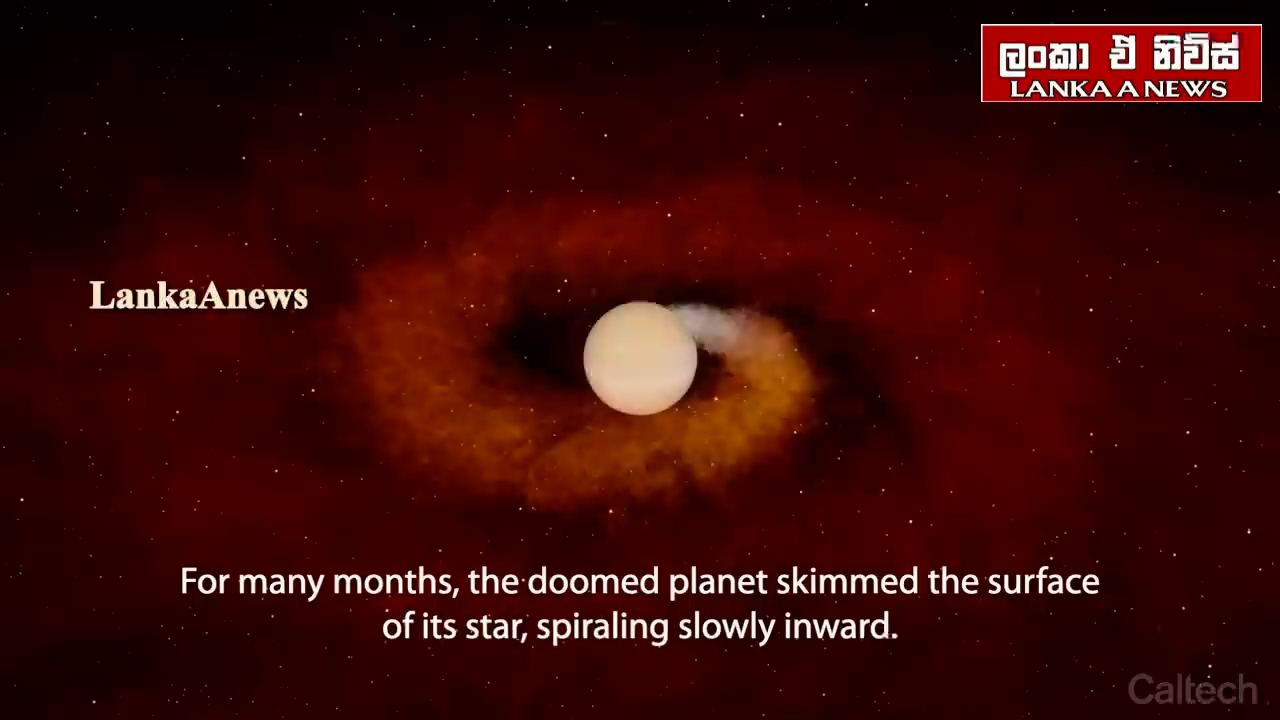 ලංකා ඒ නිව්ස්
LANKA A NEWS
LankaAnews
For many months, the doomed planet skimmed the surface
of its star, spiraling slowly inward.
Caltech